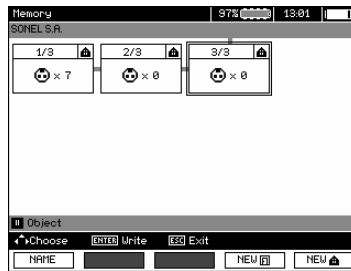 Memory 97% 13:01
SONEL S.A.
1/3 2/3 3/3
× 7 × 0 × 0
Object
Choose ENTER Write ESC Exit
NAME NEW NEW